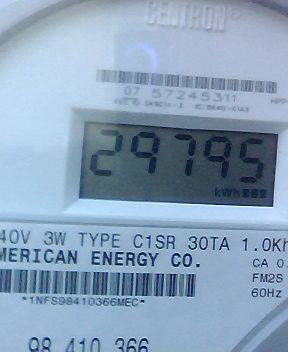 CENTRON®
07 57245311
29795
kWh
40V 3W TYPE C1SR 30TA 1.0Kh
MERICAN ENERGY CO.
CA 0.
FM2S
*1NFS98410366MEC*
60Hz
98 410 366